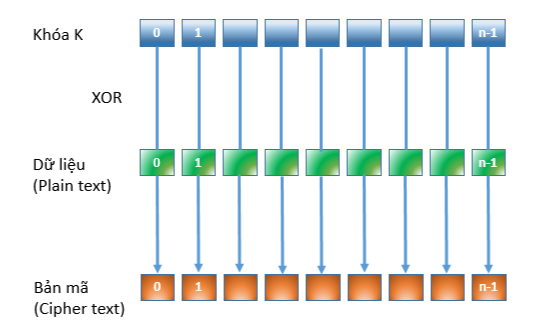 Khóa K 0 1 n-1
XOR
Dữ liệu 0 1 n-1
(Plain text)
Bản mã 0 1 n-1
(Cipher text)